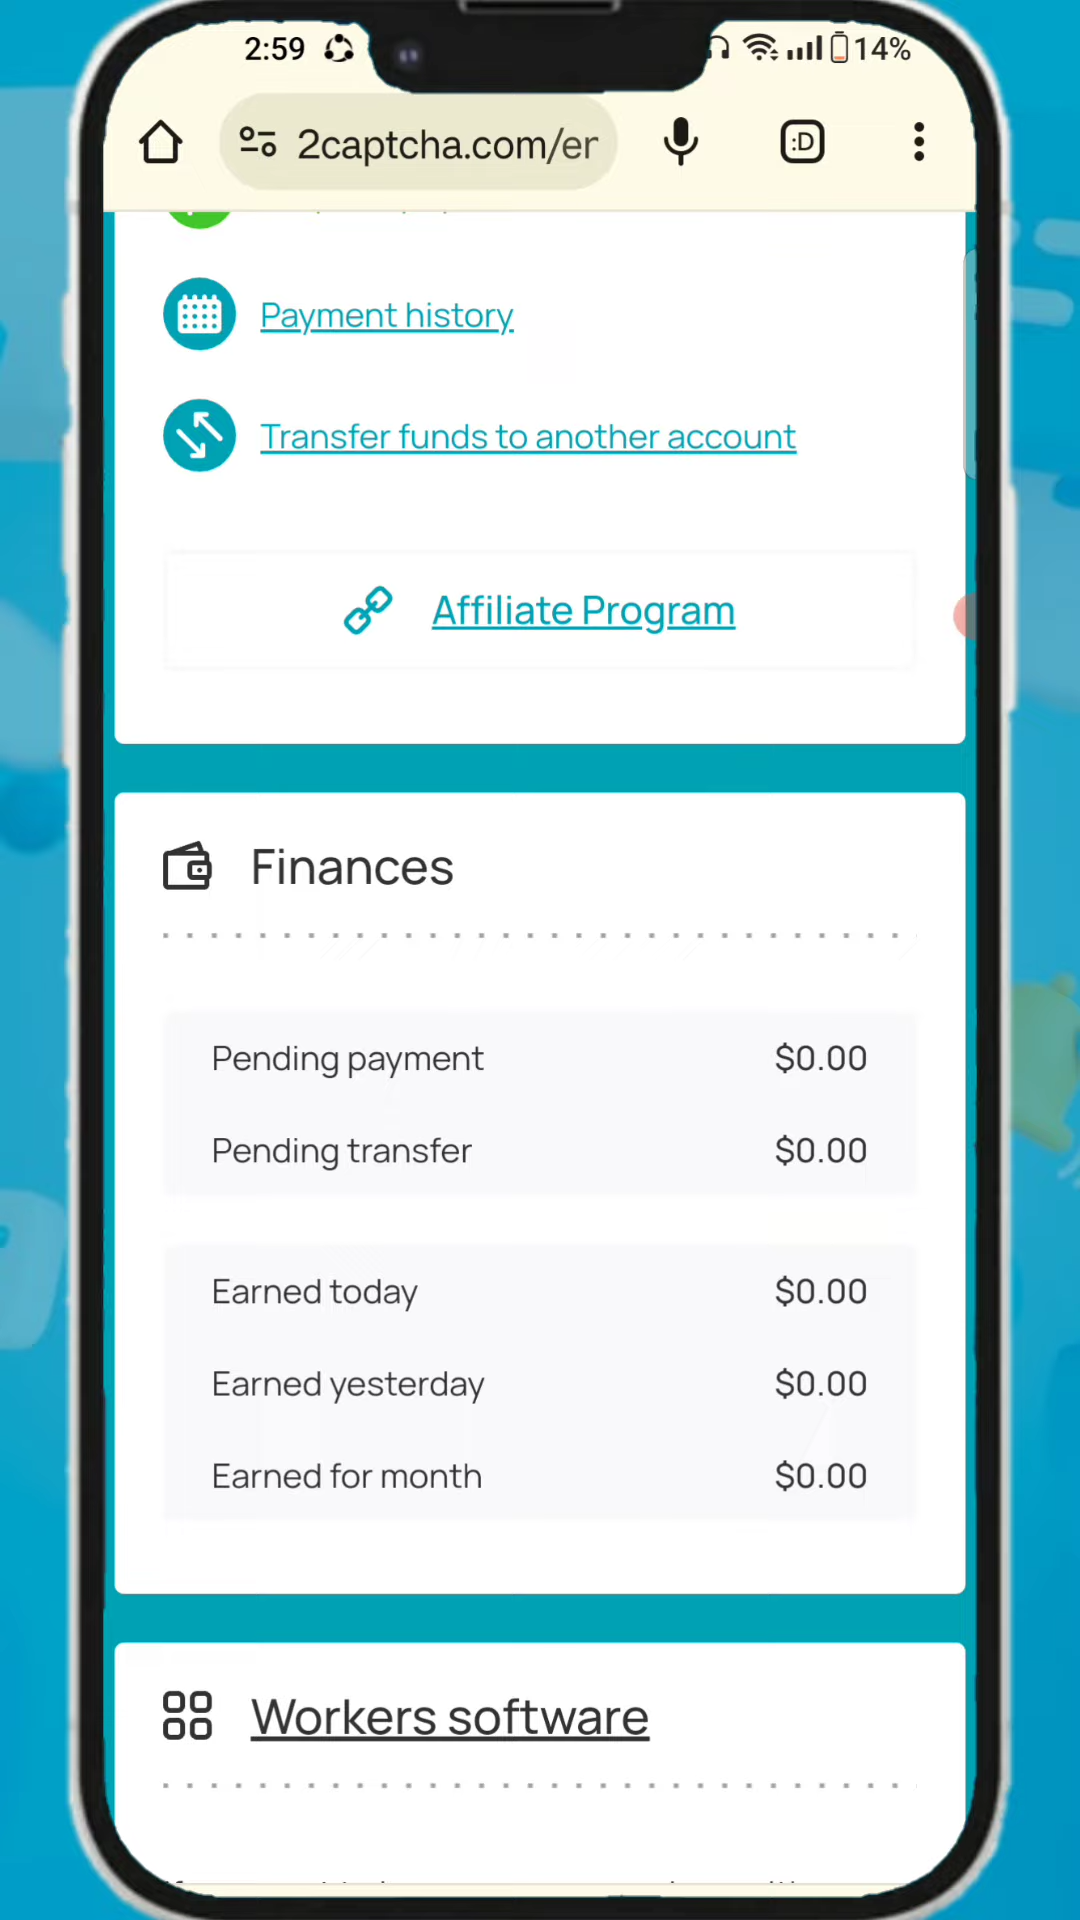 2:59
14%
2captcha.com/er
:D
Payment history
Transfer funds to another account
Affiliate Program
Finances
Pending payment $0.00
Pending transfer $0.00
Earned today $0.00
Earned yesterday $0.00
Earned for month $0.00
Workers software